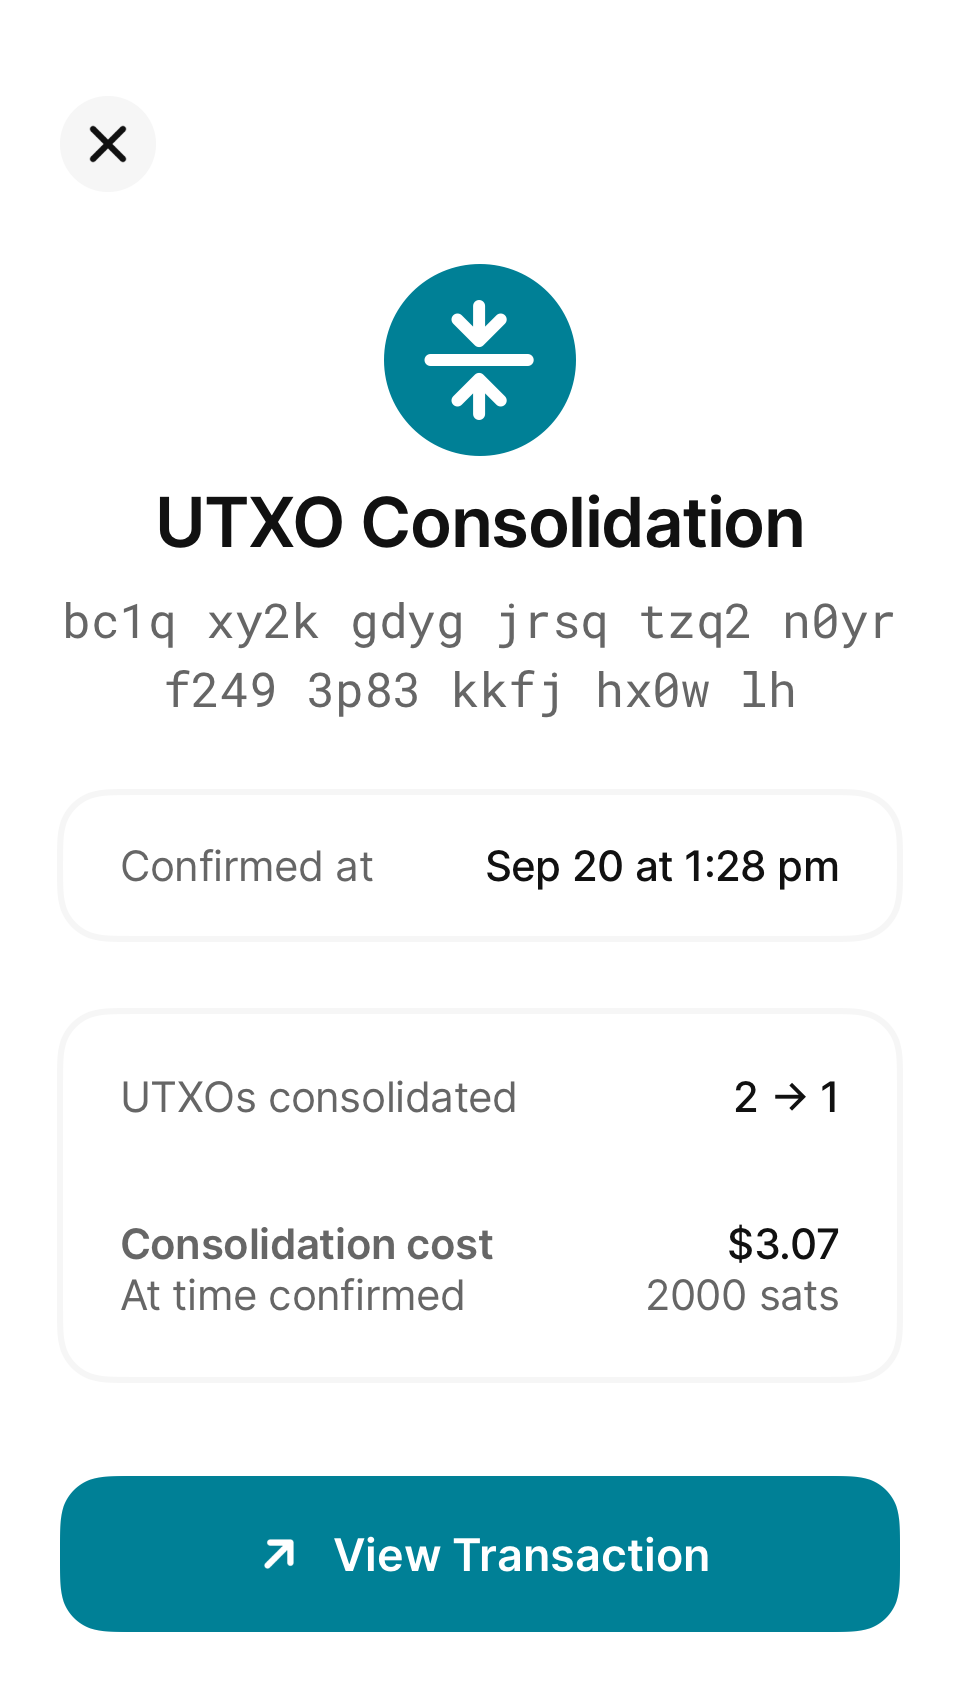 UTXO Consolidation
bc1q xy2k gdyg jrsq tzq2 n0yr
f249 3p83 kkfj hx0w lh
Confirmed at Sep 20 at 1:28 pm
UTXOs consolidated 2 → 1
Consolidation cost $3.07
At time confirmed 2000 sats
View Transaction